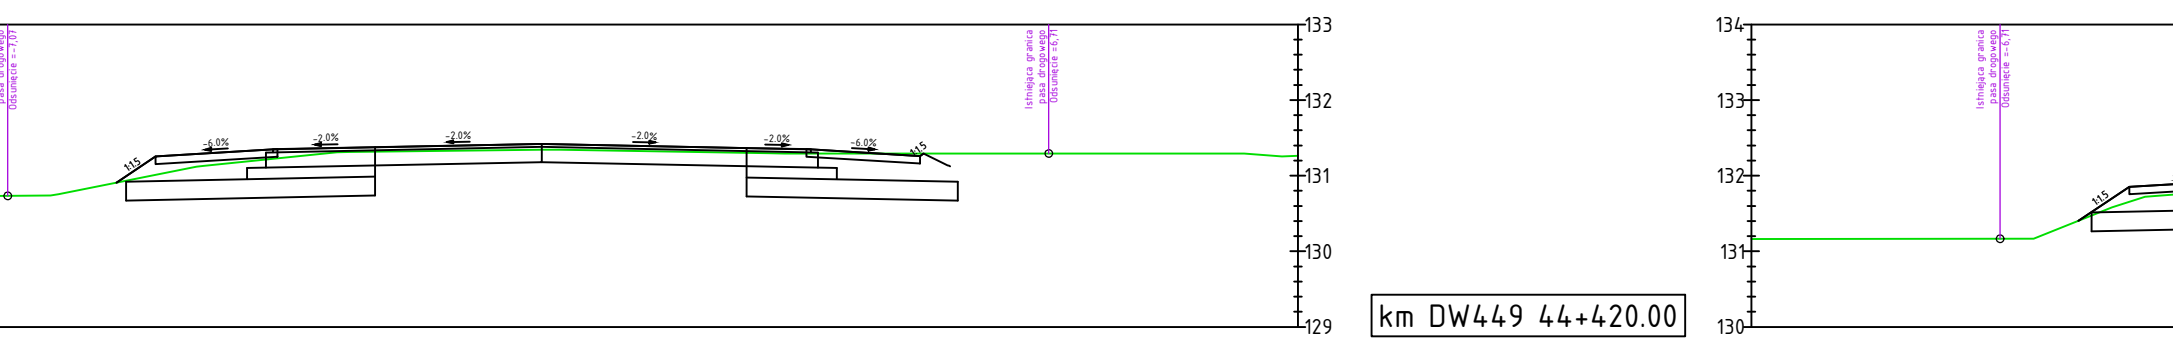 pasa drogowego
Odsunięcie =-7,07
1:1.5
-6.0%
-2.0%
-2.0%
-2.0%
-2.0%
-6.0%
1:1.5
Istniejąca granica
pasa drogowego
Odsunięcie =6,71
133
132
131
130
129
km DW449 44+420.00
134
133
132
131
130
Istniejąca granica
pasa drogowego
Odsunięcie =-6,71
1:1.5